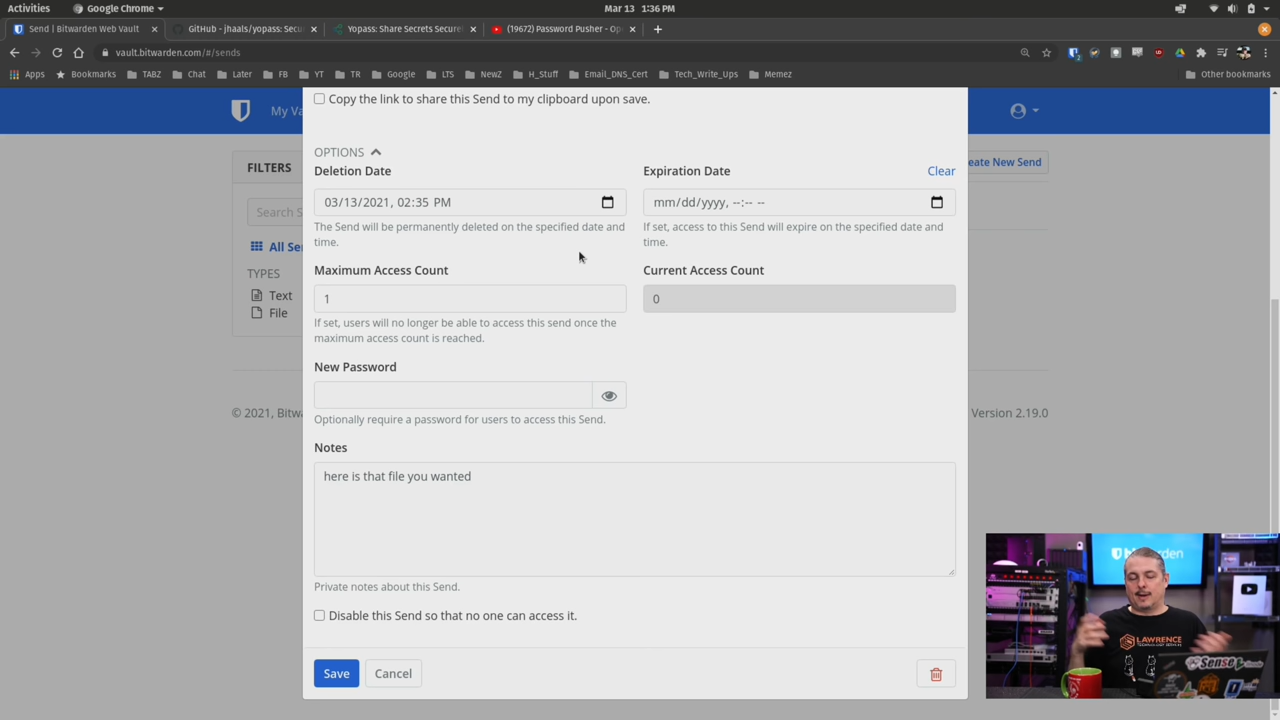 Activities
Google Chrome
Mar 13 1:36 PM
Send | Bitwarden Web Vault
GitHub - jhaals/yopass: Secu
Yopass: Share Secrets Secure
(19672) Password Pusher - Op
vault.bitwarden.com/#/sends
Apps
Bookmarks
TABZ
Chat
Later
FB
YT
TR
Google
LTS
NewZ
H_Stuff
Email_DNS_Cert
Tech_Write_Ups
Memez
Other bookmarks
My Va
Copy the link to share this Send to my clipboard upon save.
FILTERS
Search S
All Se
TYPES
Text
File
eate New Send
OPTIONS
Deletion Date
Expiration Date
Clear
03/13/2021, 02:35 PM
mm/dd/yyyy, --:-- --
The Send will be permanently deleted on the specified date and
time.
If set, access to this Send will expire on the specified date and
time.
Maximum Access Count
Current Access Count
1
0
If set, users will no longer be able to access this send once the
maximum access count is reached.
New Password
Optionally require a password for users to access this Send.
© 2021, Bitwa
Version 2.19.0
Notes
here is that file you wanted
Private notes about this Send.
Disable this Send so that no one can access it.
Save
Cancel
bitwarden
LAWRENCE